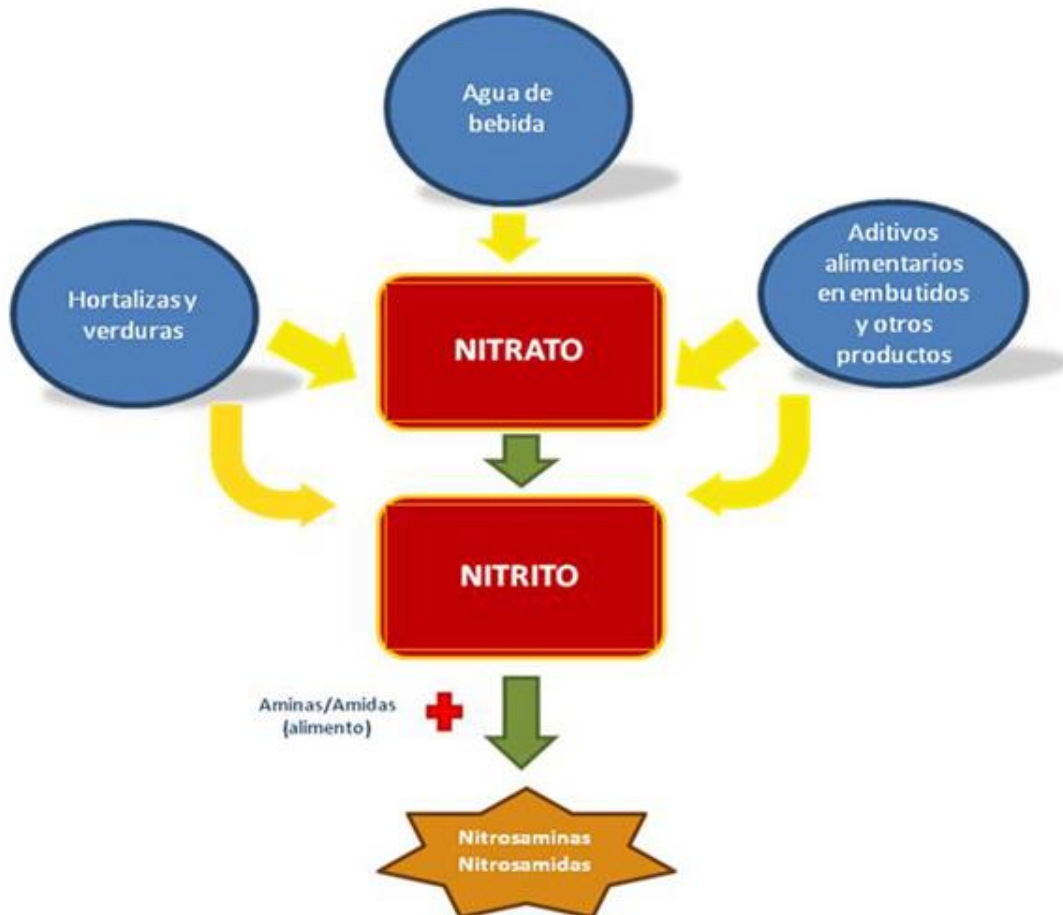 Agua de
bebida
Hortalizas y
verduras
Aditivos
alimentarios
en embutidos
y otros
productos
NITRATO
NITRITO
Aminas/Amidas
(alimento)
Nitrosaminas
Nitrosamidas